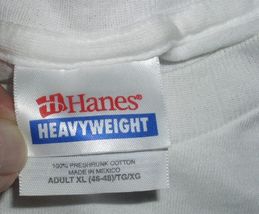 Hanes®
HEAVYWEIGHT
100% PRESHRUNK COTTON
MADE IN MEXICO
ADULT XL (46-48)/TG/XG